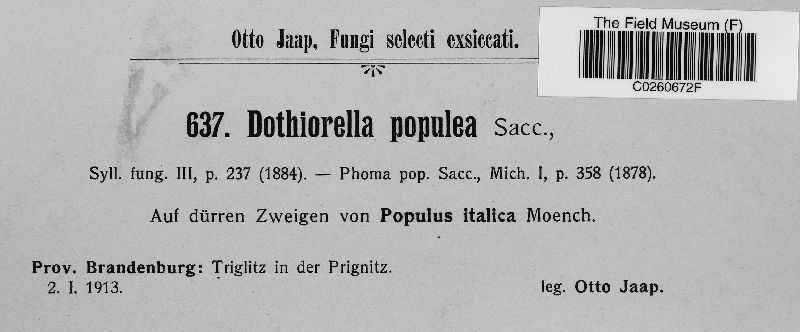 The Field Museum (F)
C0260672F
Otto Jaap, Fungi selecti exsiccati.
637. Dothiorella populea Sacc.,
Syll. fung. III, p. 237 (1884). — Phoma pop. Sacc., Mich. I, p. 358 (1878).
Auf dürren Zweigen von Populus italica Moench.
Prov. Brandenburg: Triglitz in der Prignitz.
2. I. 1913. leg. Otto Jaap.